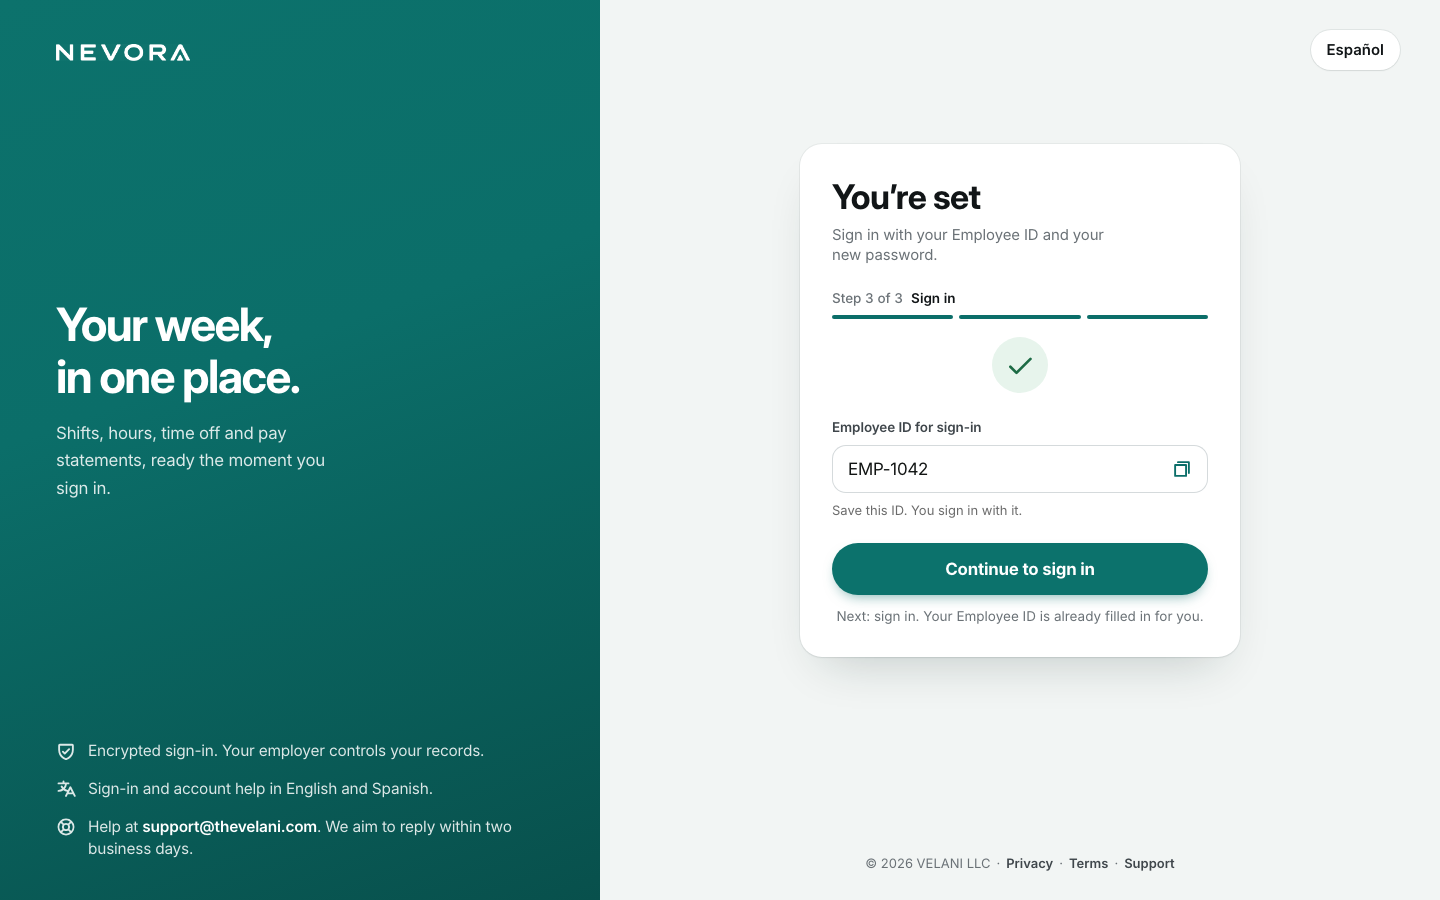 NEVORA
Your week,
in one place.
Shifts, hours, time off and pay
statements, ready the moment you
sign in.
Encrypted sign-in. Your employer controls your records.
Sign-in and account help in English and Spanish.
Help at support@thevelani.com. We aim to reply within two
business days.
Español
You’re set
Sign in with your Employee ID and your
new password.
Step 3 of 3 Sign in
Employee ID for sign-in
EMP-1042
Save this ID. You sign in with it.
Continue to sign in
Next: sign in. Your Employee ID is already filled in for you.
© 2026 VELANI LLC · Privacy · Terms · Support